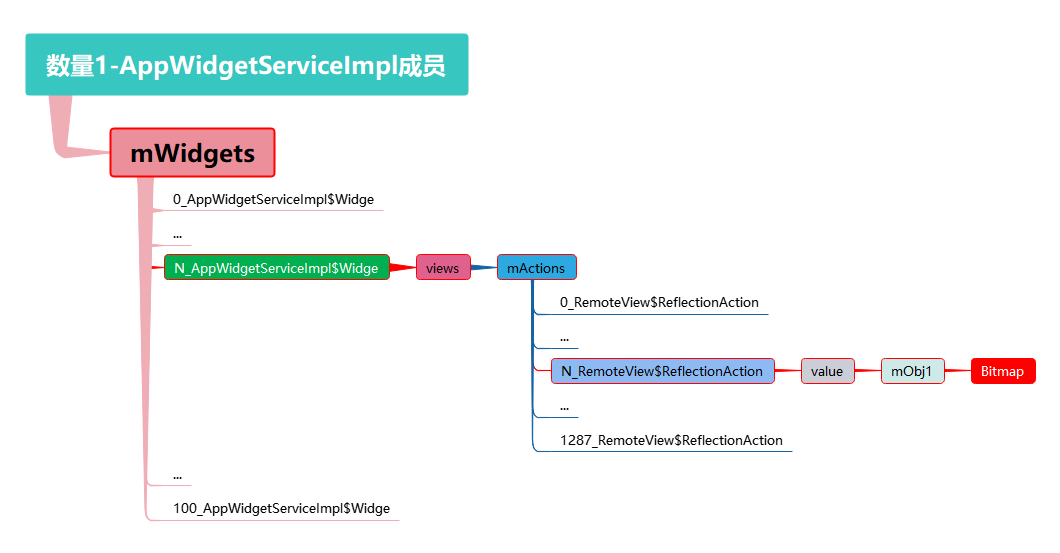 数量1-AppWidgetServiceImpl成员
mWidgets
0_AppWidgetServiceImpl$Widge
...
N_AppWidgetServiceImpl$Widge
views
mActions
0_RemoteView$ReflectionAction
...
N_RemoteView$ReflectionAction
value
mObj1
Bitmap
...
1287_RemoteView$ReflectionAction
...
100_AppWidgetServiceImpl$Widge